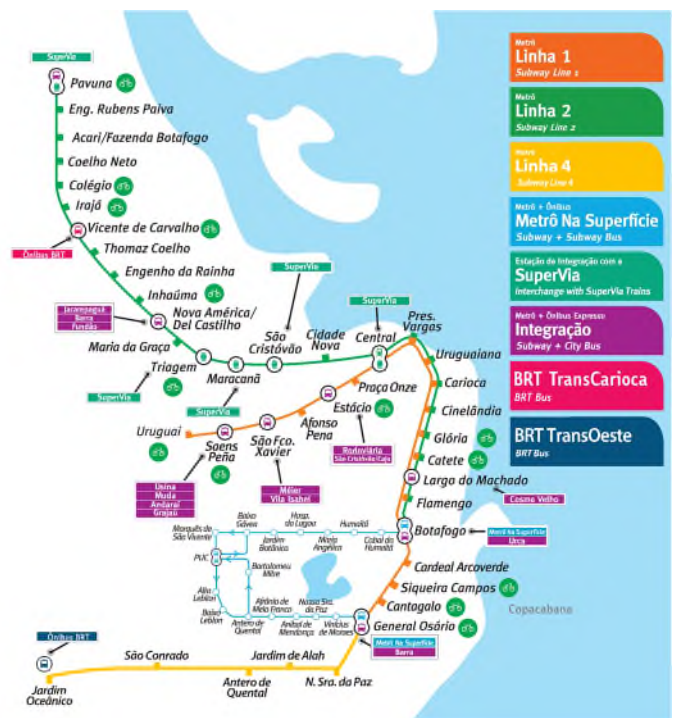 SuperVia
Pavuna
Eng. Rubens Paiva
Acari/Fazenda Botafogo
Coelho Neto
Colégio
Irajá
Vicente de Carvalho
Ônibus BRT
Thomaz Coelho
Engenho da Rainha
Inhaúma
Jacarepaguá
Barra
Fundão
Nova América/
Del Castilho
Maria da Graça
Triagem
SuperVia
Maracanã
SuperVia
SuperVia
São
Cristóvão
Cidade
Nova
SuperVia
Central
Pres.
Vargas
Uruguaiana
Carioca
Cinelândia
Glória
Catete
Largo do Machado
Cosme Velho
Flamengo
Botafogo
Metrô Na Superfície
Urca
Praça Onze
Estácio
Rodoviária
São Cristóvão/Caju
Afonso
Pena
São Fco.
Xavier
Méier
Vila Isabel
Saens
Peña
Usina
Muda
Andaraí
Grajaú
Uruguai
Cardeal Arcoverde
Siqueira Campos
Cantagalo
General Osório
Metrô Na Superfície
Barra
Copacabana
Marquês de
São Vicente
Baixo
Gávea
Hosp.
da Lagoa
Humaitá
Jardim
Botânico
Maria
Angélica
Cobal do
Humaitá
PUC
Bartolomeu
Mitre
Alto
Leblon
Baixo
Leblon
Antero de
Quental
Afrânio de
Melo Franco
Aníbal de
Mendonça
Nossa Sra.
da Paz
Vinícius
de Moraes
Ônibus BRT
Jardim
Oceânico
São Conrado
Antero de
Quental
Jardim de Alah
N. Sra. da Paz
Metrô
Linha 1
Subway Line 1
Metrô
Linha 2
Subway Line 2
Metrô
Linha 4
Subway Line 4
Metrô + Ônibus
Metrô Na Superfície
Subway + Subway Bus
Estação de Integração com a
SuperVia
Interchange with SuperVia Trains
Metrô + Ônibus Expresso
Integração
Subway + City Bus
BRT TransCarioca
BRT Bus
BRT TransOeste
BRT Bus